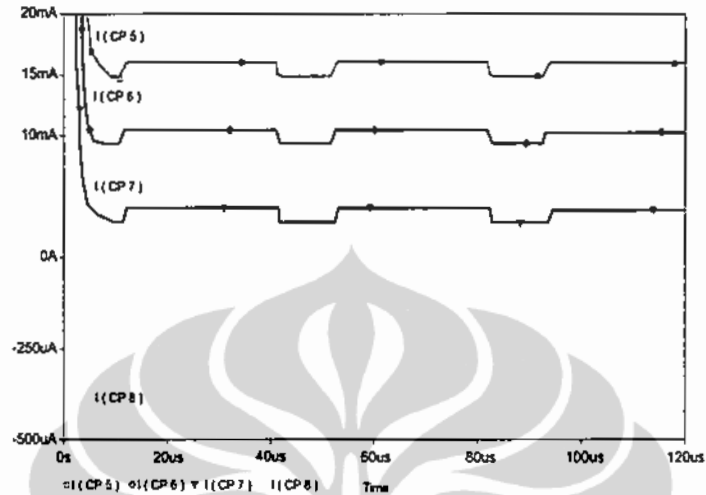 20mA
I(CP5)
15mA
I(CP6)
10mA
I(CP7)
0A
-250uA
I(CP8)
-500uA
0s 20us 40us 60us 80us 100us 120us
I(CP5) I(CP6) I(CP7) I(CP8) Time